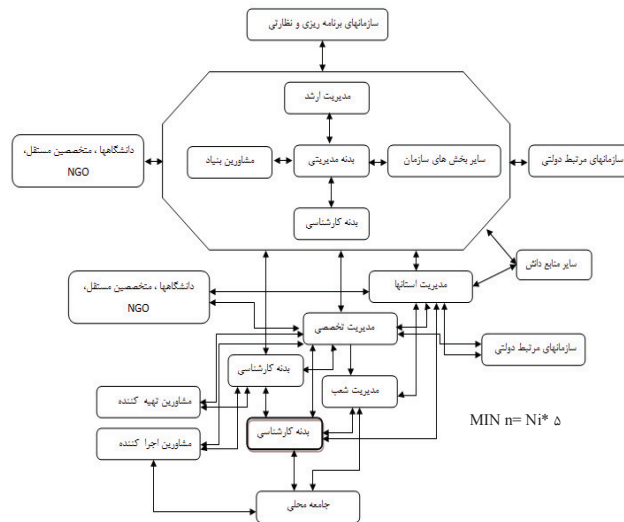 سازمانهای برنامه ریزی و نظارتی
مدیریت ارشد
دانشگاهها ، متخصصین مستقل،
NGO
مشاورین بنیاد
بدنه مدیریتی
سایر بخش های سازمان
سازمانهای مرتبط دولتی
بدنه کارشناسی
سایر منابع دانش
دانشگاهها ، متخصصین مستقل،
NGO
مدیریت استانها
مدیریت تخصصی
سازمانهای مرتبط دولتی
بدنه کارشناسی
مدیریت شعب
مشاورین تهیه کننده
MIN n= Ni* ۵
بدنه کارشناسی
مشاورین اجرا کننده
جامعه محلی